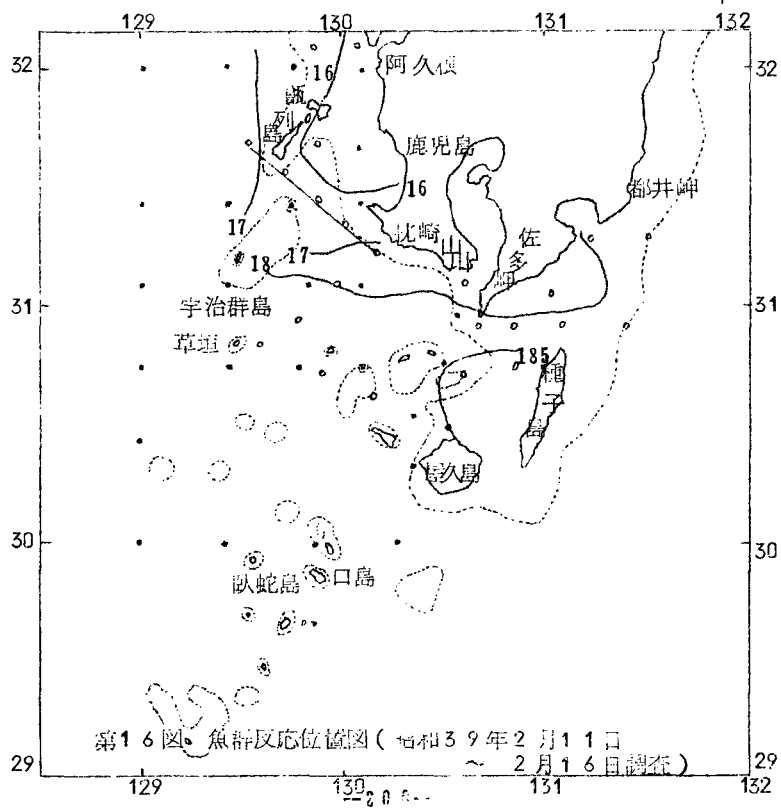 129 130 131 132
32 32
阿久根
16
甑
列
島
鹿児島
16
都井岬
17
枕崎
山川
佐
多
岬
17
18
31 31
宇治群島
草垣
185
種
子
島
屋久島
30 30
臥蛇島
口島
第16図 魚群反応位置図(昭和39年2月11日
～2月16日調査)
29 29
129 130 131 132
--200--